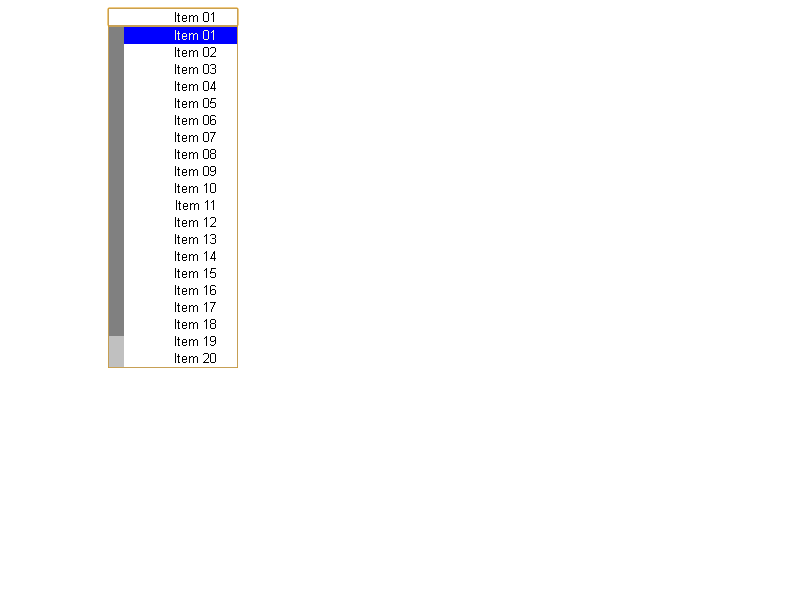 Item 01
Item 01
Item 02
Item 03
Item 04
Item 05
Item 06
Item 07
Item 08
Item 09
Item 10
Item 11
Item 12
Item 13
Item 14
Item 15
Item 16
Item 17
Item 18
Item 19
Item 20